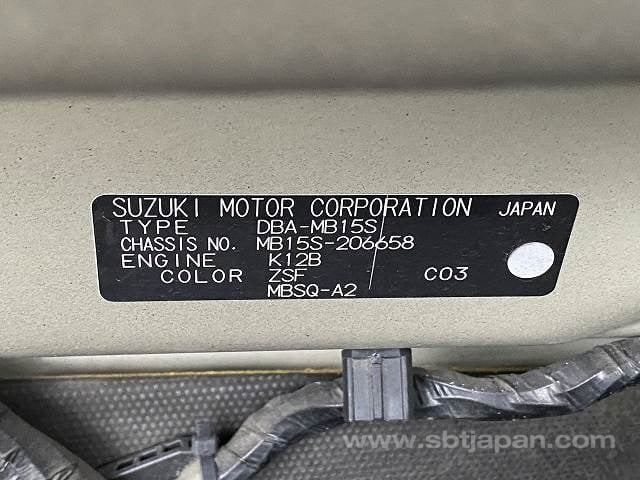 SUZUKI MOTOR CORPORATION JAPAN
TYPE DBA-MB15S
CHASSIS NO. MB15S-206658
ENGINE K12B
COLOR ZSF C03
MBSQ-A2
www.sbtjapan.com